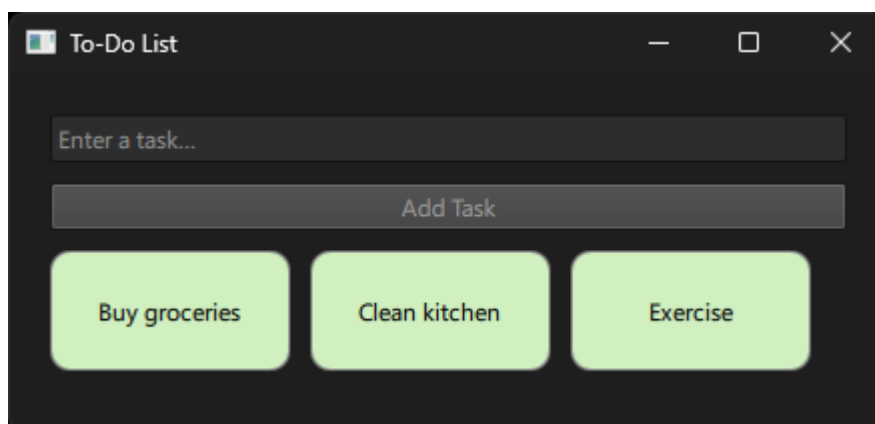 To-Do List
Enter a task...
Add Task
Buy groceries
Clean kitchen
Exercise